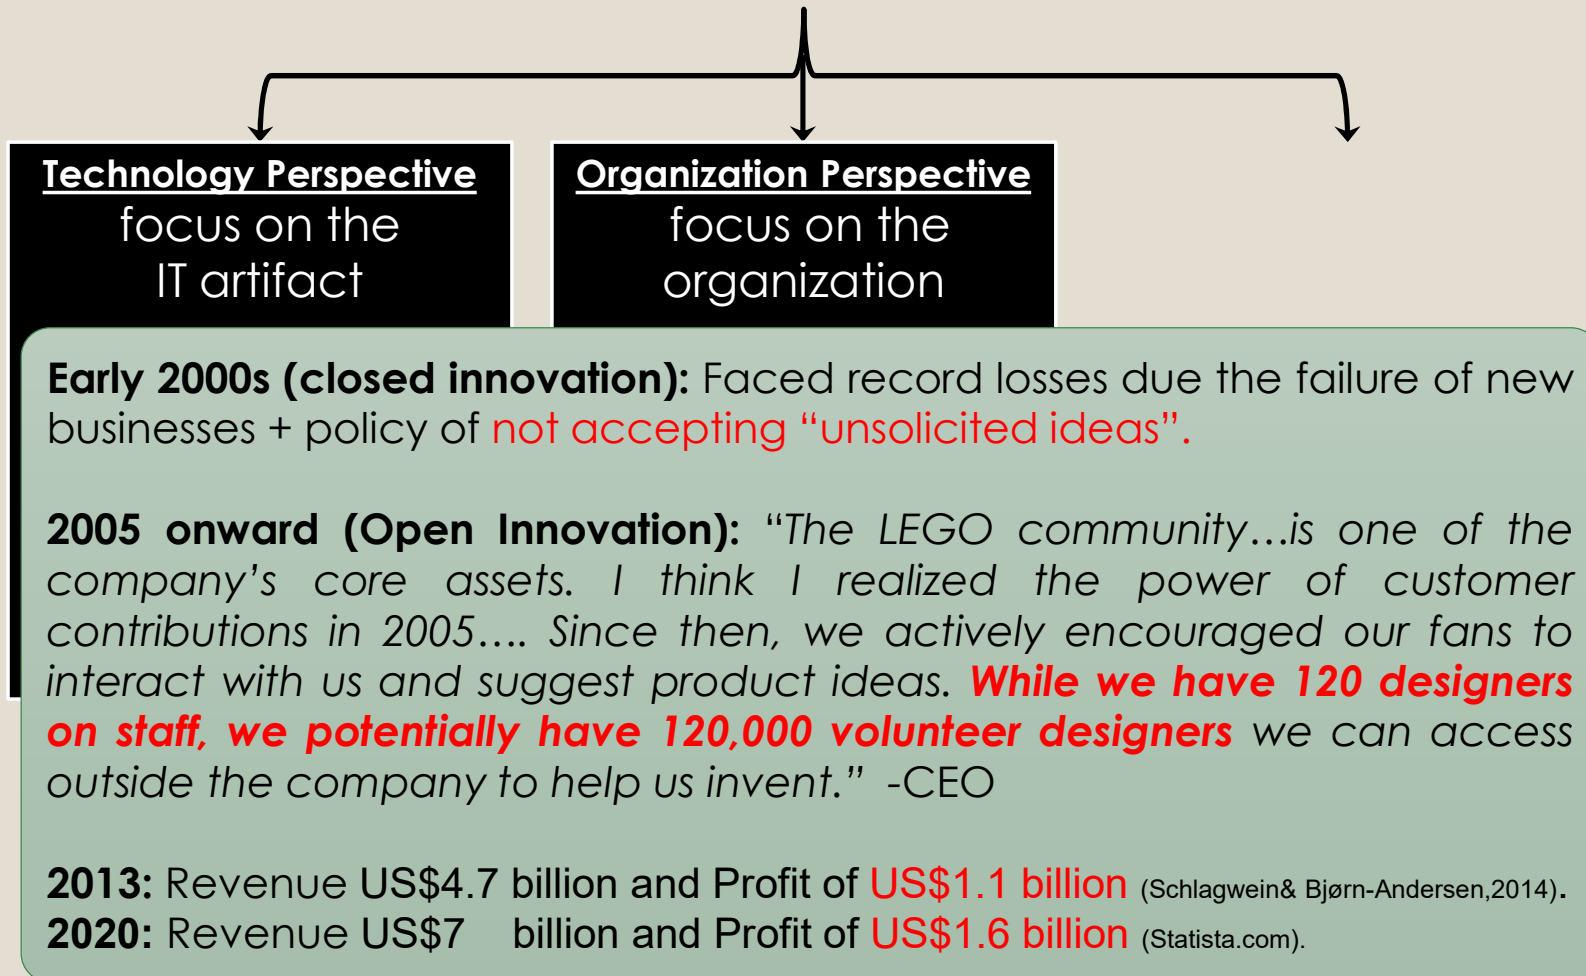 Technology Perspective
focus on the
IT artifact
Organization Perspective
focus on the
organization
Early 2000s (closed innovation): Faced record losses due the failure of new
businesses + policy of not accepting “unsolicited ideas”.
2005 onward (Open Innovation): “The LEGO community…is one of the
company’s core assets. I think I realized the power of customer
contributions in 2005…. Since then, we actively encouraged our fans to
interact with us and suggest product ideas. While we have 120 designers
on staff, we potentially have 120,000 volunteer designers we can access
outside the company to help us invent.” -CEO
2013: Revenue US$4.7 billion and Profit of US$1.1 billion (Schlagwein& Bjørn-Andersen,2014).
2020: Revenue US$7 billion and Profit of US$1.6 billion (Statista.com).